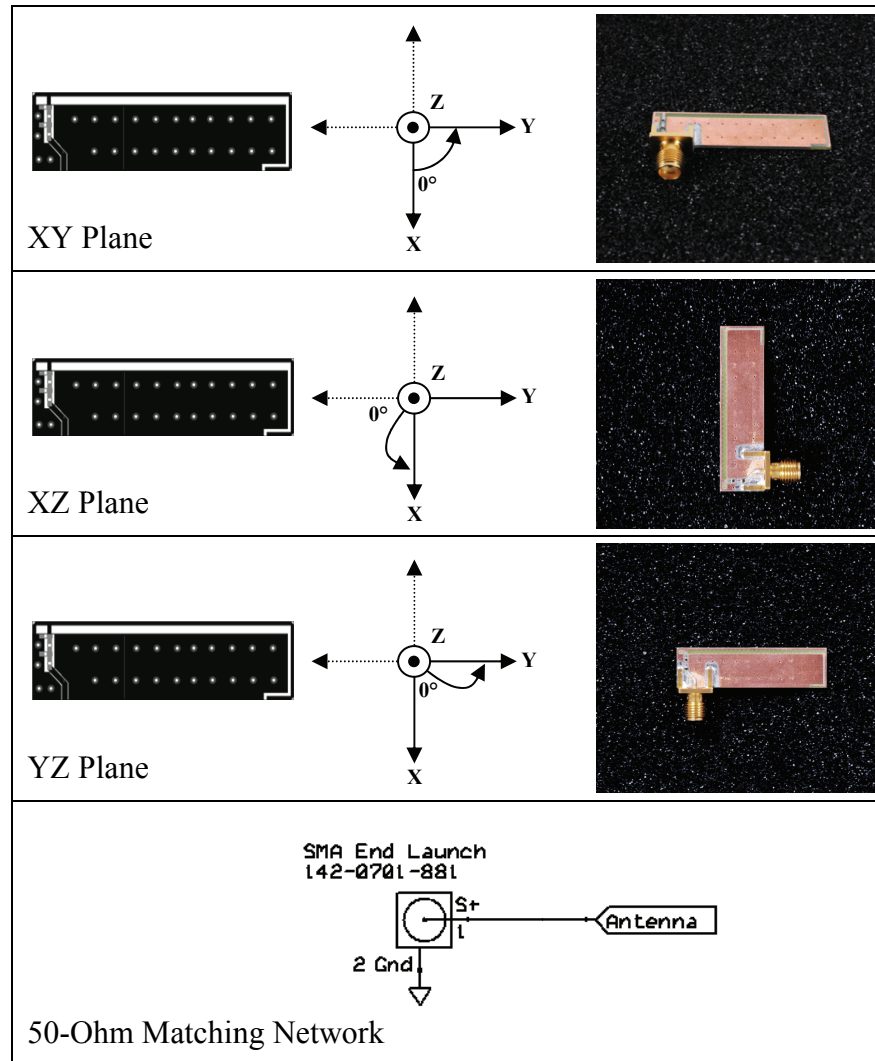 Z
Y
0°
X
XY Plane
Z
Y
0°
X
XZ Plane
Z
Y
0°
X
YZ Plane
SMA End Launch
142-0701-881
S+
1
2 Gnd
Antenna
50-Ohm Matching Network